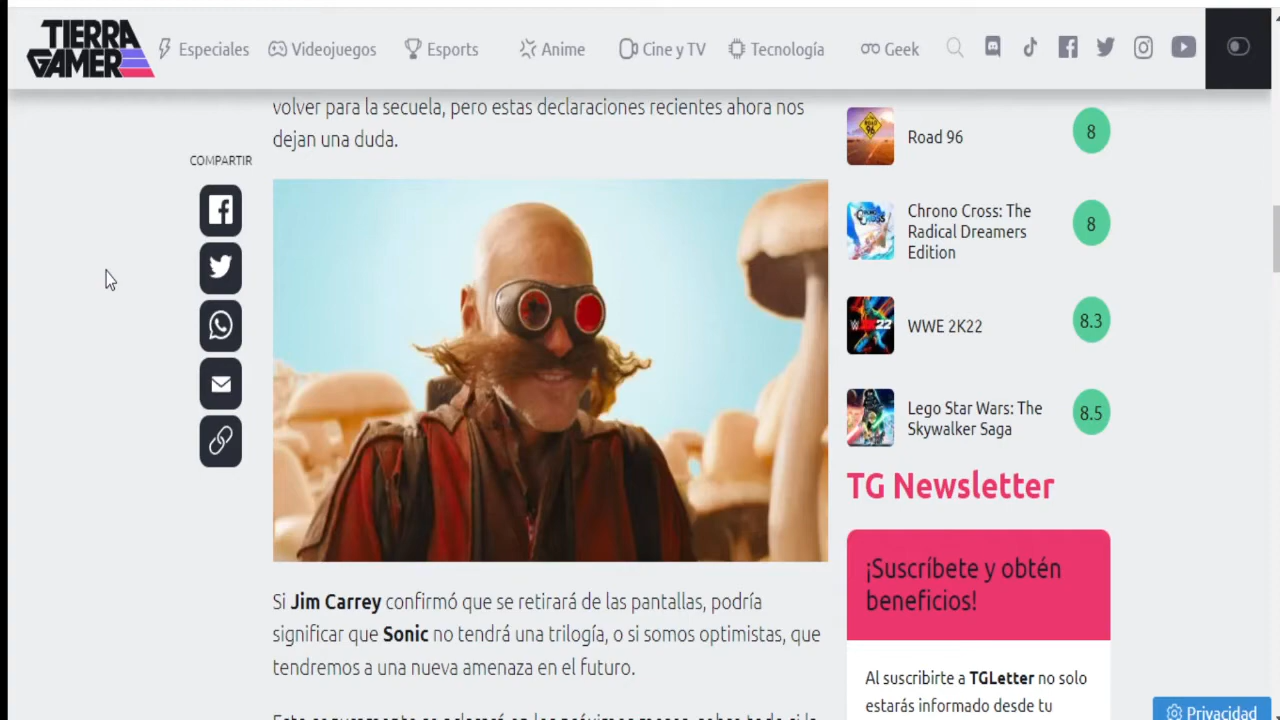 TIERRA
GAMER
Especiales
Videojuegos
Esports
Anime
Cine y TV
Tecnología
Geek
volver para la secuela, pero estas declaraciones recientes ahora nos
dejan una duda.
COMPARTIR
Si Jim Carrey confirmó que se retirará de las pantallas, podría
significar que Sonic no tendrá una trilogía, o si somos optimistas, que
tendremos a una nueva amenaza en el futuro.
Road 96
8
Chrono Cross: The
Radical Dreamers
Edition
8
WWE 2K22
8.3
Lego Star Wars: The
Skywalker Saga
8.5
TG Newsletter
¡Suscríbete y obtén
beneficios!
Al suscribirte a TGLetter no solo
estarás informado desde tu
Privacidad